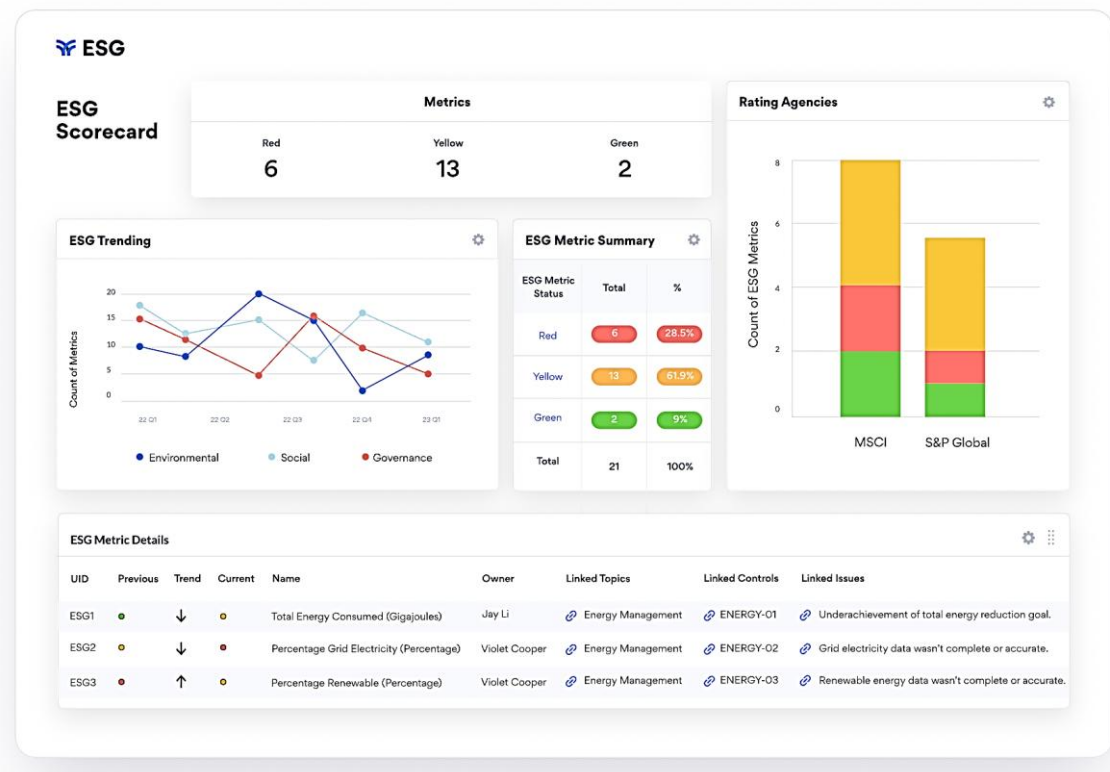 ESG
ESG
Scorecard
Metrics
Red Yellow Green
6 13 2
Rating Agencies
8
6
4
2
0
Count of ESG Metrics
MSCI S&P Global
ESG Trending
20
15
10
5
0
Count of Metrics
22 Q1 22 Q2 22 Q3 22 Q4 23 Q1
Environmental Social Governance
ESG Metric Summary
ESG Metric
Status Total %
Red 6 28.5%
Yellow 13 61.9%
Green 2 9%
Total 21 100%
ESG Metric Details
UID Previous Trend Current Name Owner Linked Topics Linked Controls Linked Issues
ESG1 Total Energy Consumed (Gigajoules) Jay Li Energy Management ENERGY-01 Underachievement of total energy reduction goal.
ESG2 Percentage Grid Electricity (Percentage) Violet Cooper Energy Management ENERGY-02 Grid electricity data wasn't complete or accurate.
ESG3 Percentage Renewable (Percentage) Violet Cooper Energy Management ENERGY-03 Renewable energy data wasn't complete or accurate.